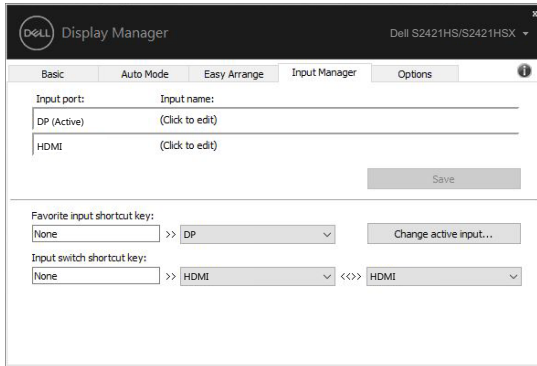 DELL Display Manager Dell S2421HS/S2421HSX
Basic Auto Mode Easy Arrange Input Manager Options
Input port: Input name:
DP (Active) (Click to edit)
HDMI (Click to edit)
Save
Favorite input shortcut key:
None >> DP Change active input...
Input switch shortcut key:
None >> HDMI <<>> HDMI